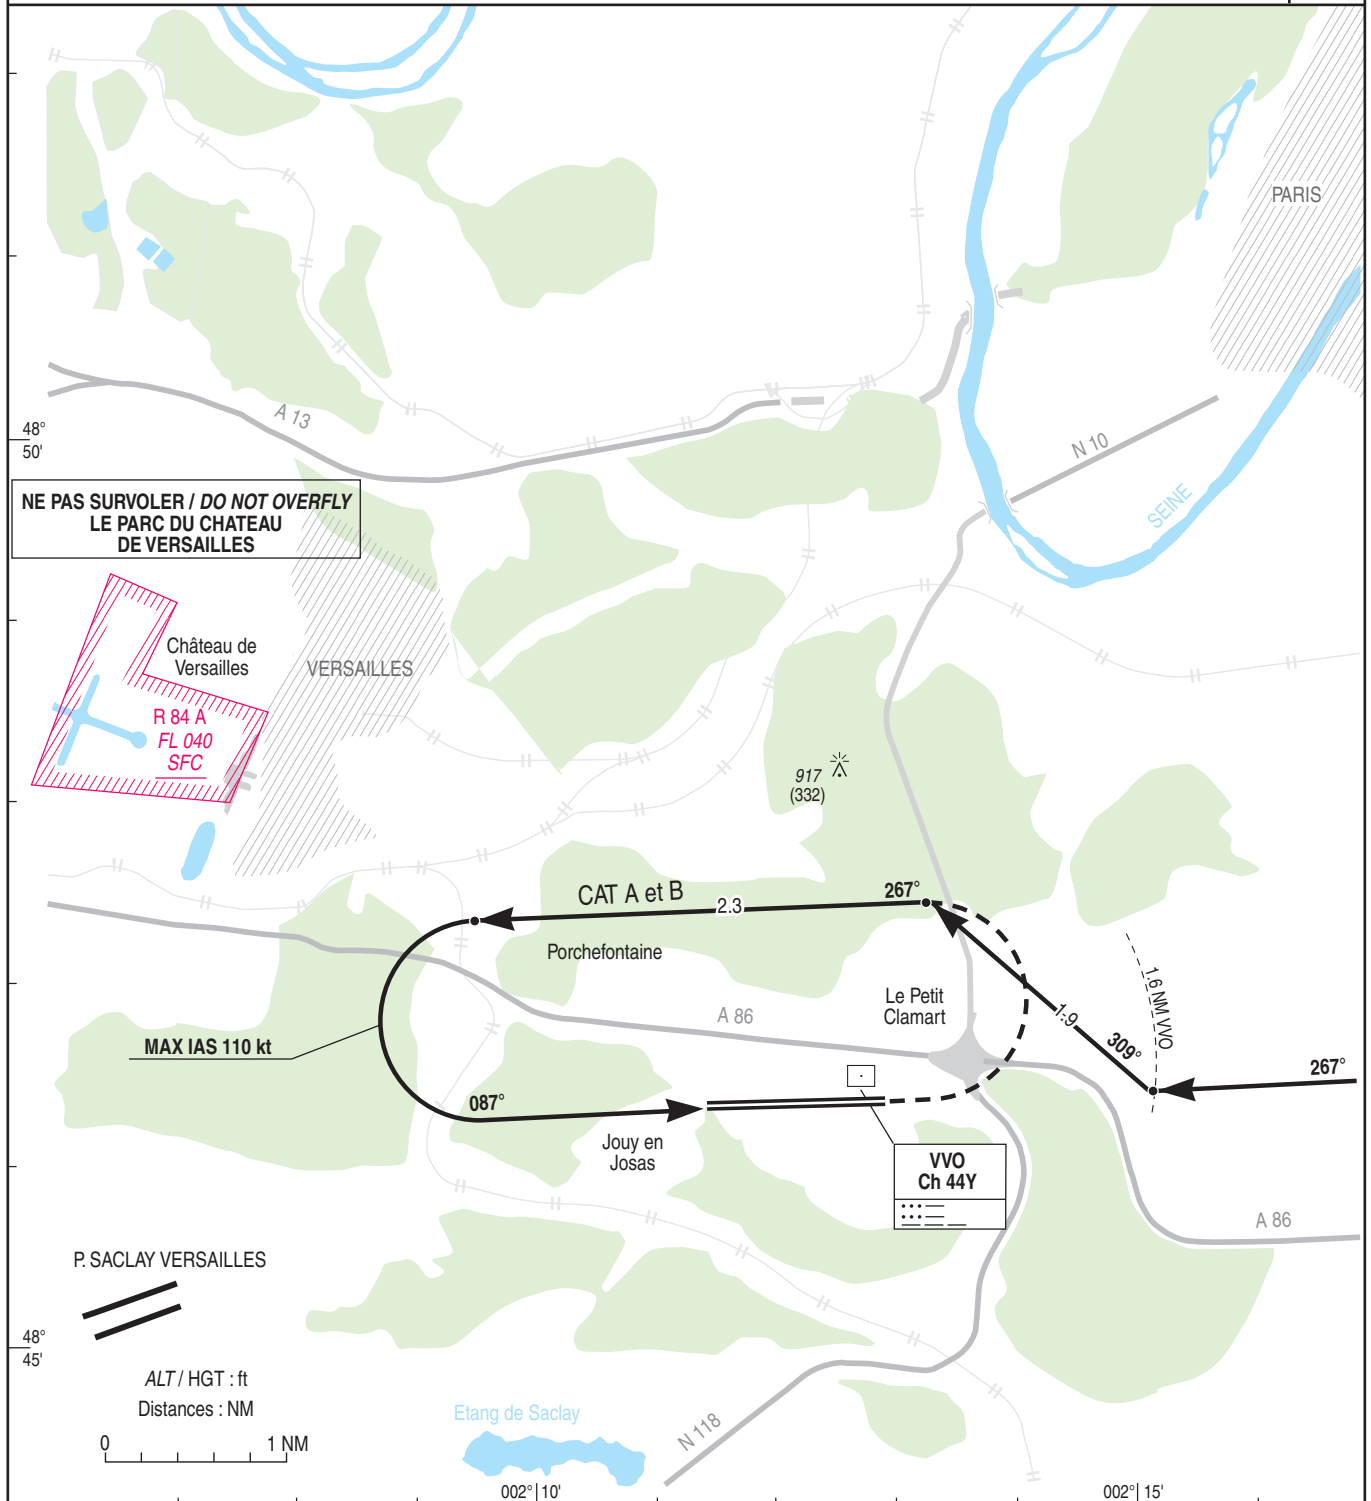 PARIS
A 13
48°
50'
N 10
SEINE
NE PAS SURVOLER / DO NOT OVERFLY
LE PARC DU CHATEAU
DE VERSAILLES
Château de
Versailles
VERSAILLES
R 84 A
FL 040
SFC
917
(332)
CAT A et B
2.3
267°
Porchefontaine
Le Petit
Clamart
A 86
1.9
309°
1.6 NM VVO
267°
MAX IAS 110 kt
087°
Jouy en
Josas
VVO
Ch 44Y
A 86
P. SACLAY VERSAILLES
48°
45'
ALT / HGT : ft
Distances : NM
0 1 NM
Etang de Saclay
N 118
002° 10'
002° 15'